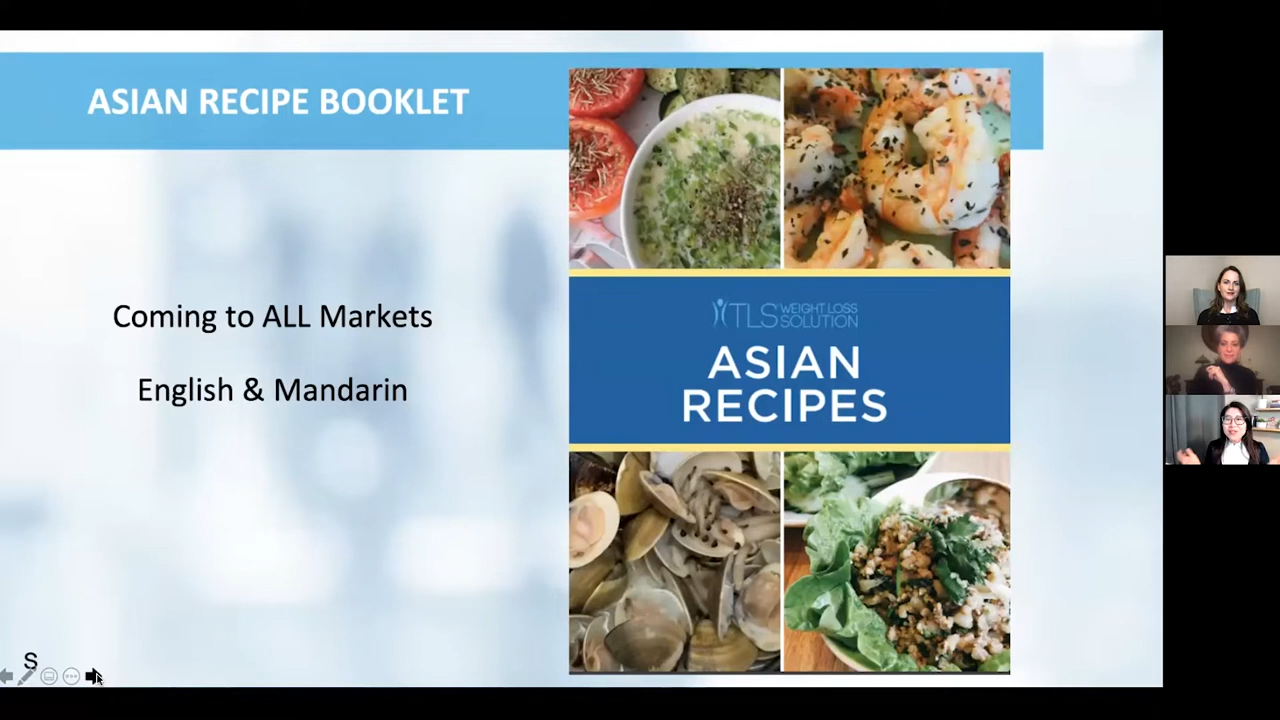 ASIAN RECIPE BOOKLET
Coming to ALL Markets
English & Mandarin
TLS WEIGHT LOSS
SOLUTION
ASIAN
RECIPES
S